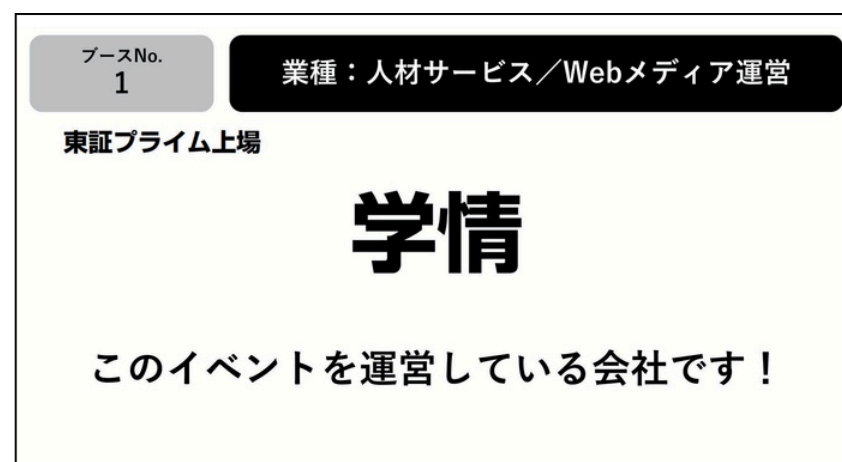 ブースNo.
1
業種：人材サービス／Webメディア運営
東証プライム上場
学情
このイベントを運営している会社です！